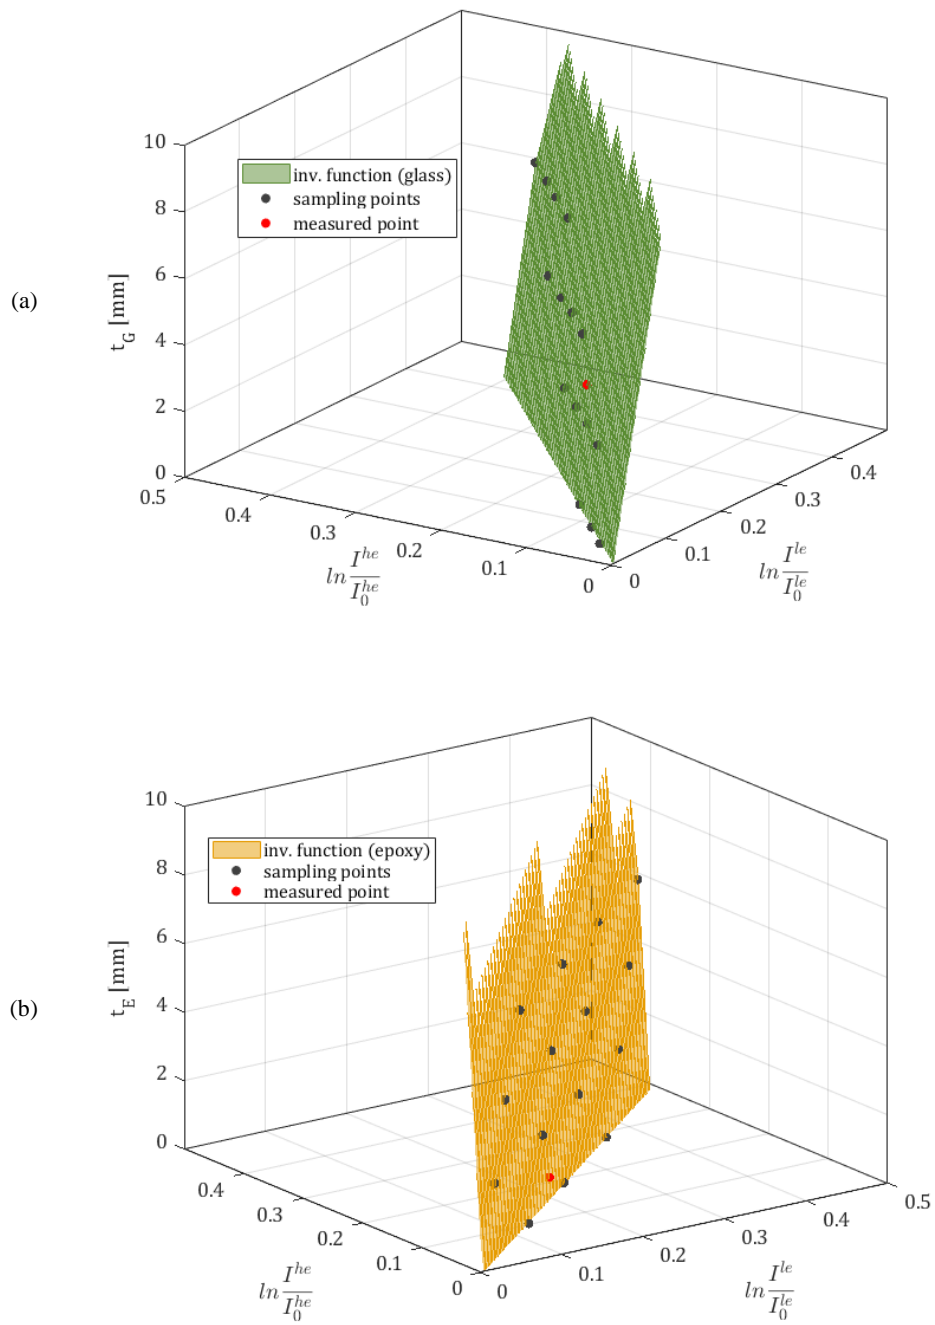 (a)
t_G [mm]
10
8
6
4
2
0
inv. function (glass)
sampling points
measured point
0.5
0.4
0.3
0.2
0.1
0
ln I^{he}/I_0^{he}
0
0.1
0.2
0.3
0.4
ln I^{le}/I_0^{le}
(b)
t_E [mm]
10
8
6
4
2
0
inv. function (epoxy)
sampling points
measured point
0.4
0.3
0.2
0.1
0
ln I^{he}/I_0^{he}
0
0.1
0.2
0.3
0.4
0.5
ln I^{le}/I_0^{le}